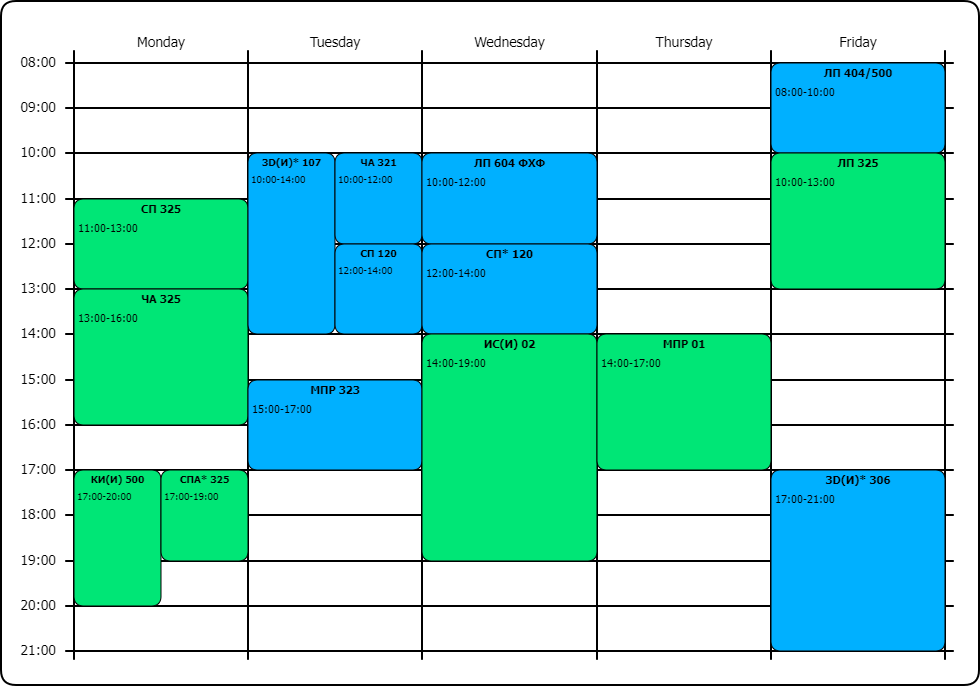 Monday Tuesday Wednesday Thursday Friday
08:00
09:00
10:00
11:00
12:00
13:00
14:00
15:00
16:00
17:00
18:00
19:00
20:00
21:00
СП 325
11:00-13:00
ЧА 325
13:00-16:00
КИ(И) 500
17:00-20:00
СПА* 325
17:00-19:00
3D(И)* 107
10:00-14:00
ЧА 321
10:00-12:00
СП 120
12:00-14:00
МПР 323
15:00-17:00
ЛП 604 ФХФ
10:00-12:00
СП* 120
12:00-14:00
ИС(И) 02
14:00-19:00
МПР 01
14:00-17:00
ЛП 404/500
08:00-10:00
ЛП 325
10:00-13:00
3D(И)* 306
17:00-21:00